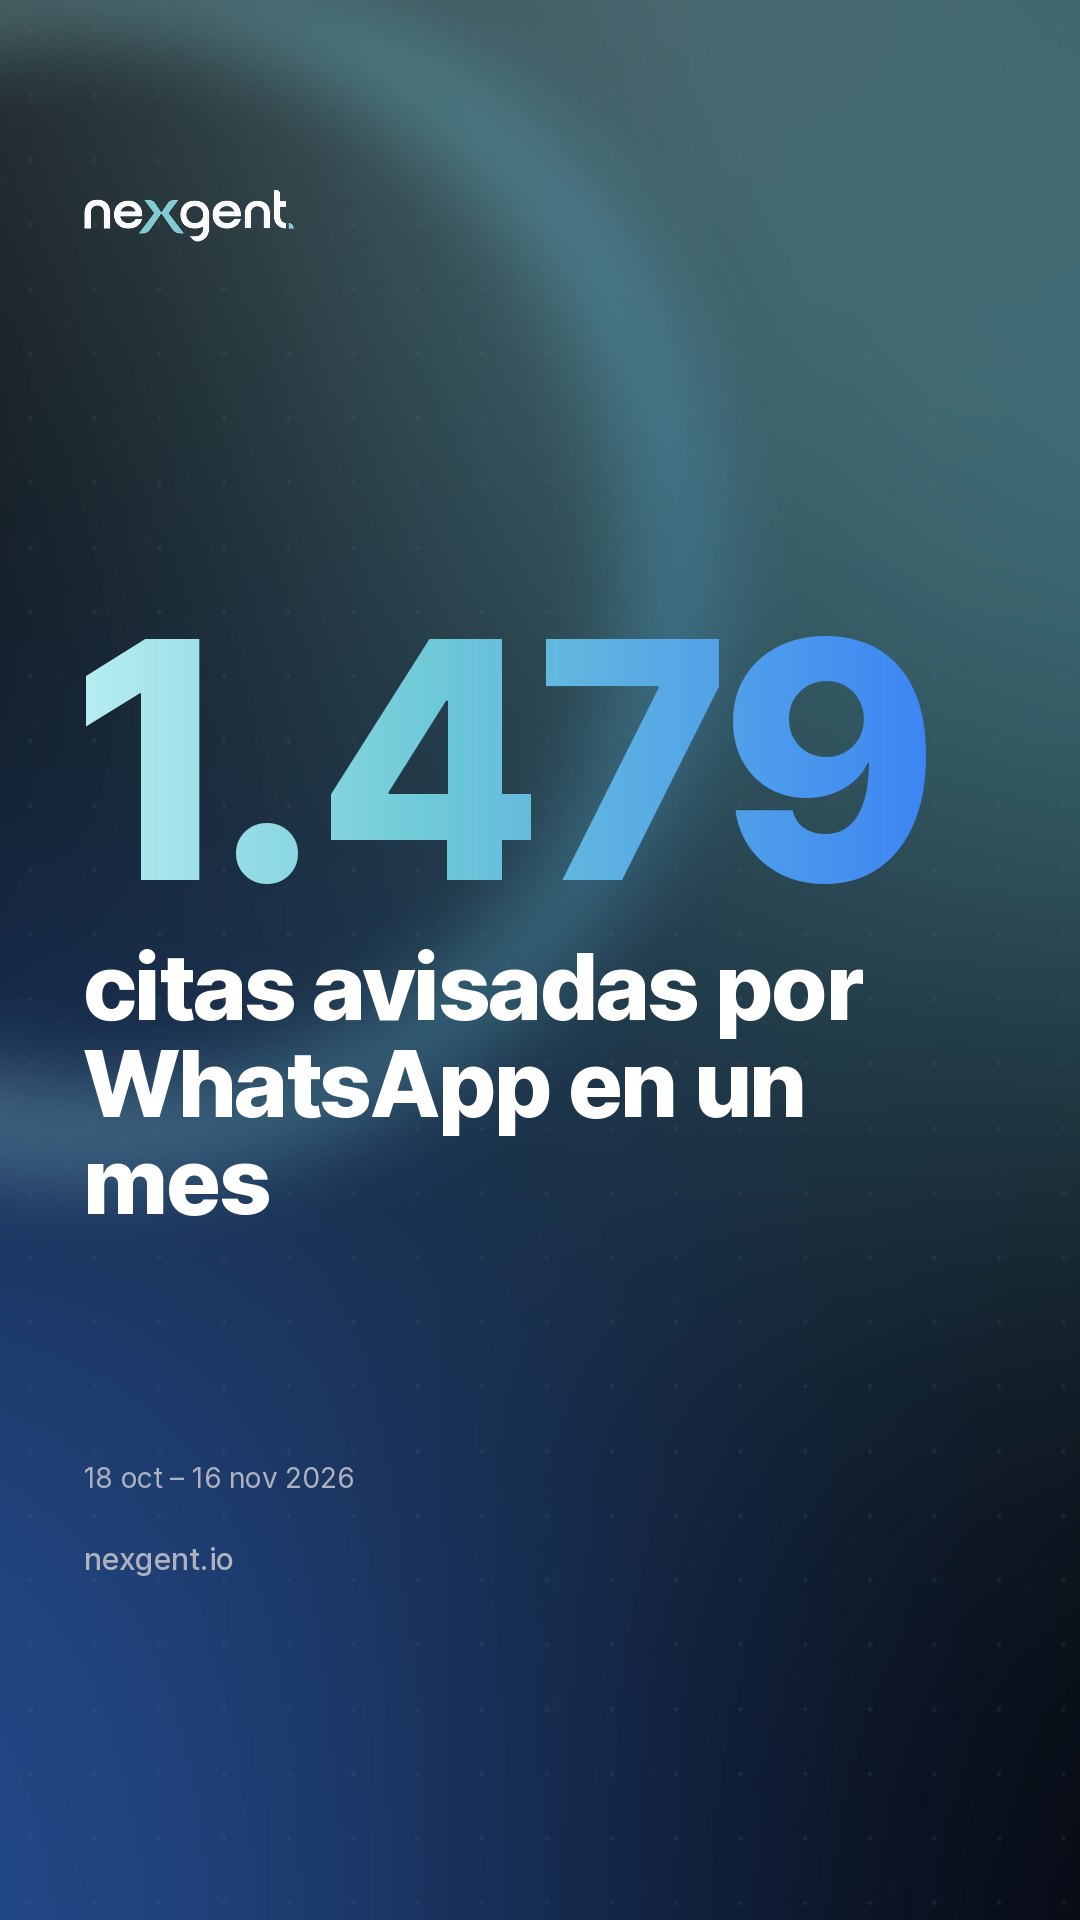 nexgent.
1.479
citas avisadas por
WhatsApp en un
mes
18 oct – 16 nov 2026
nexgent.io